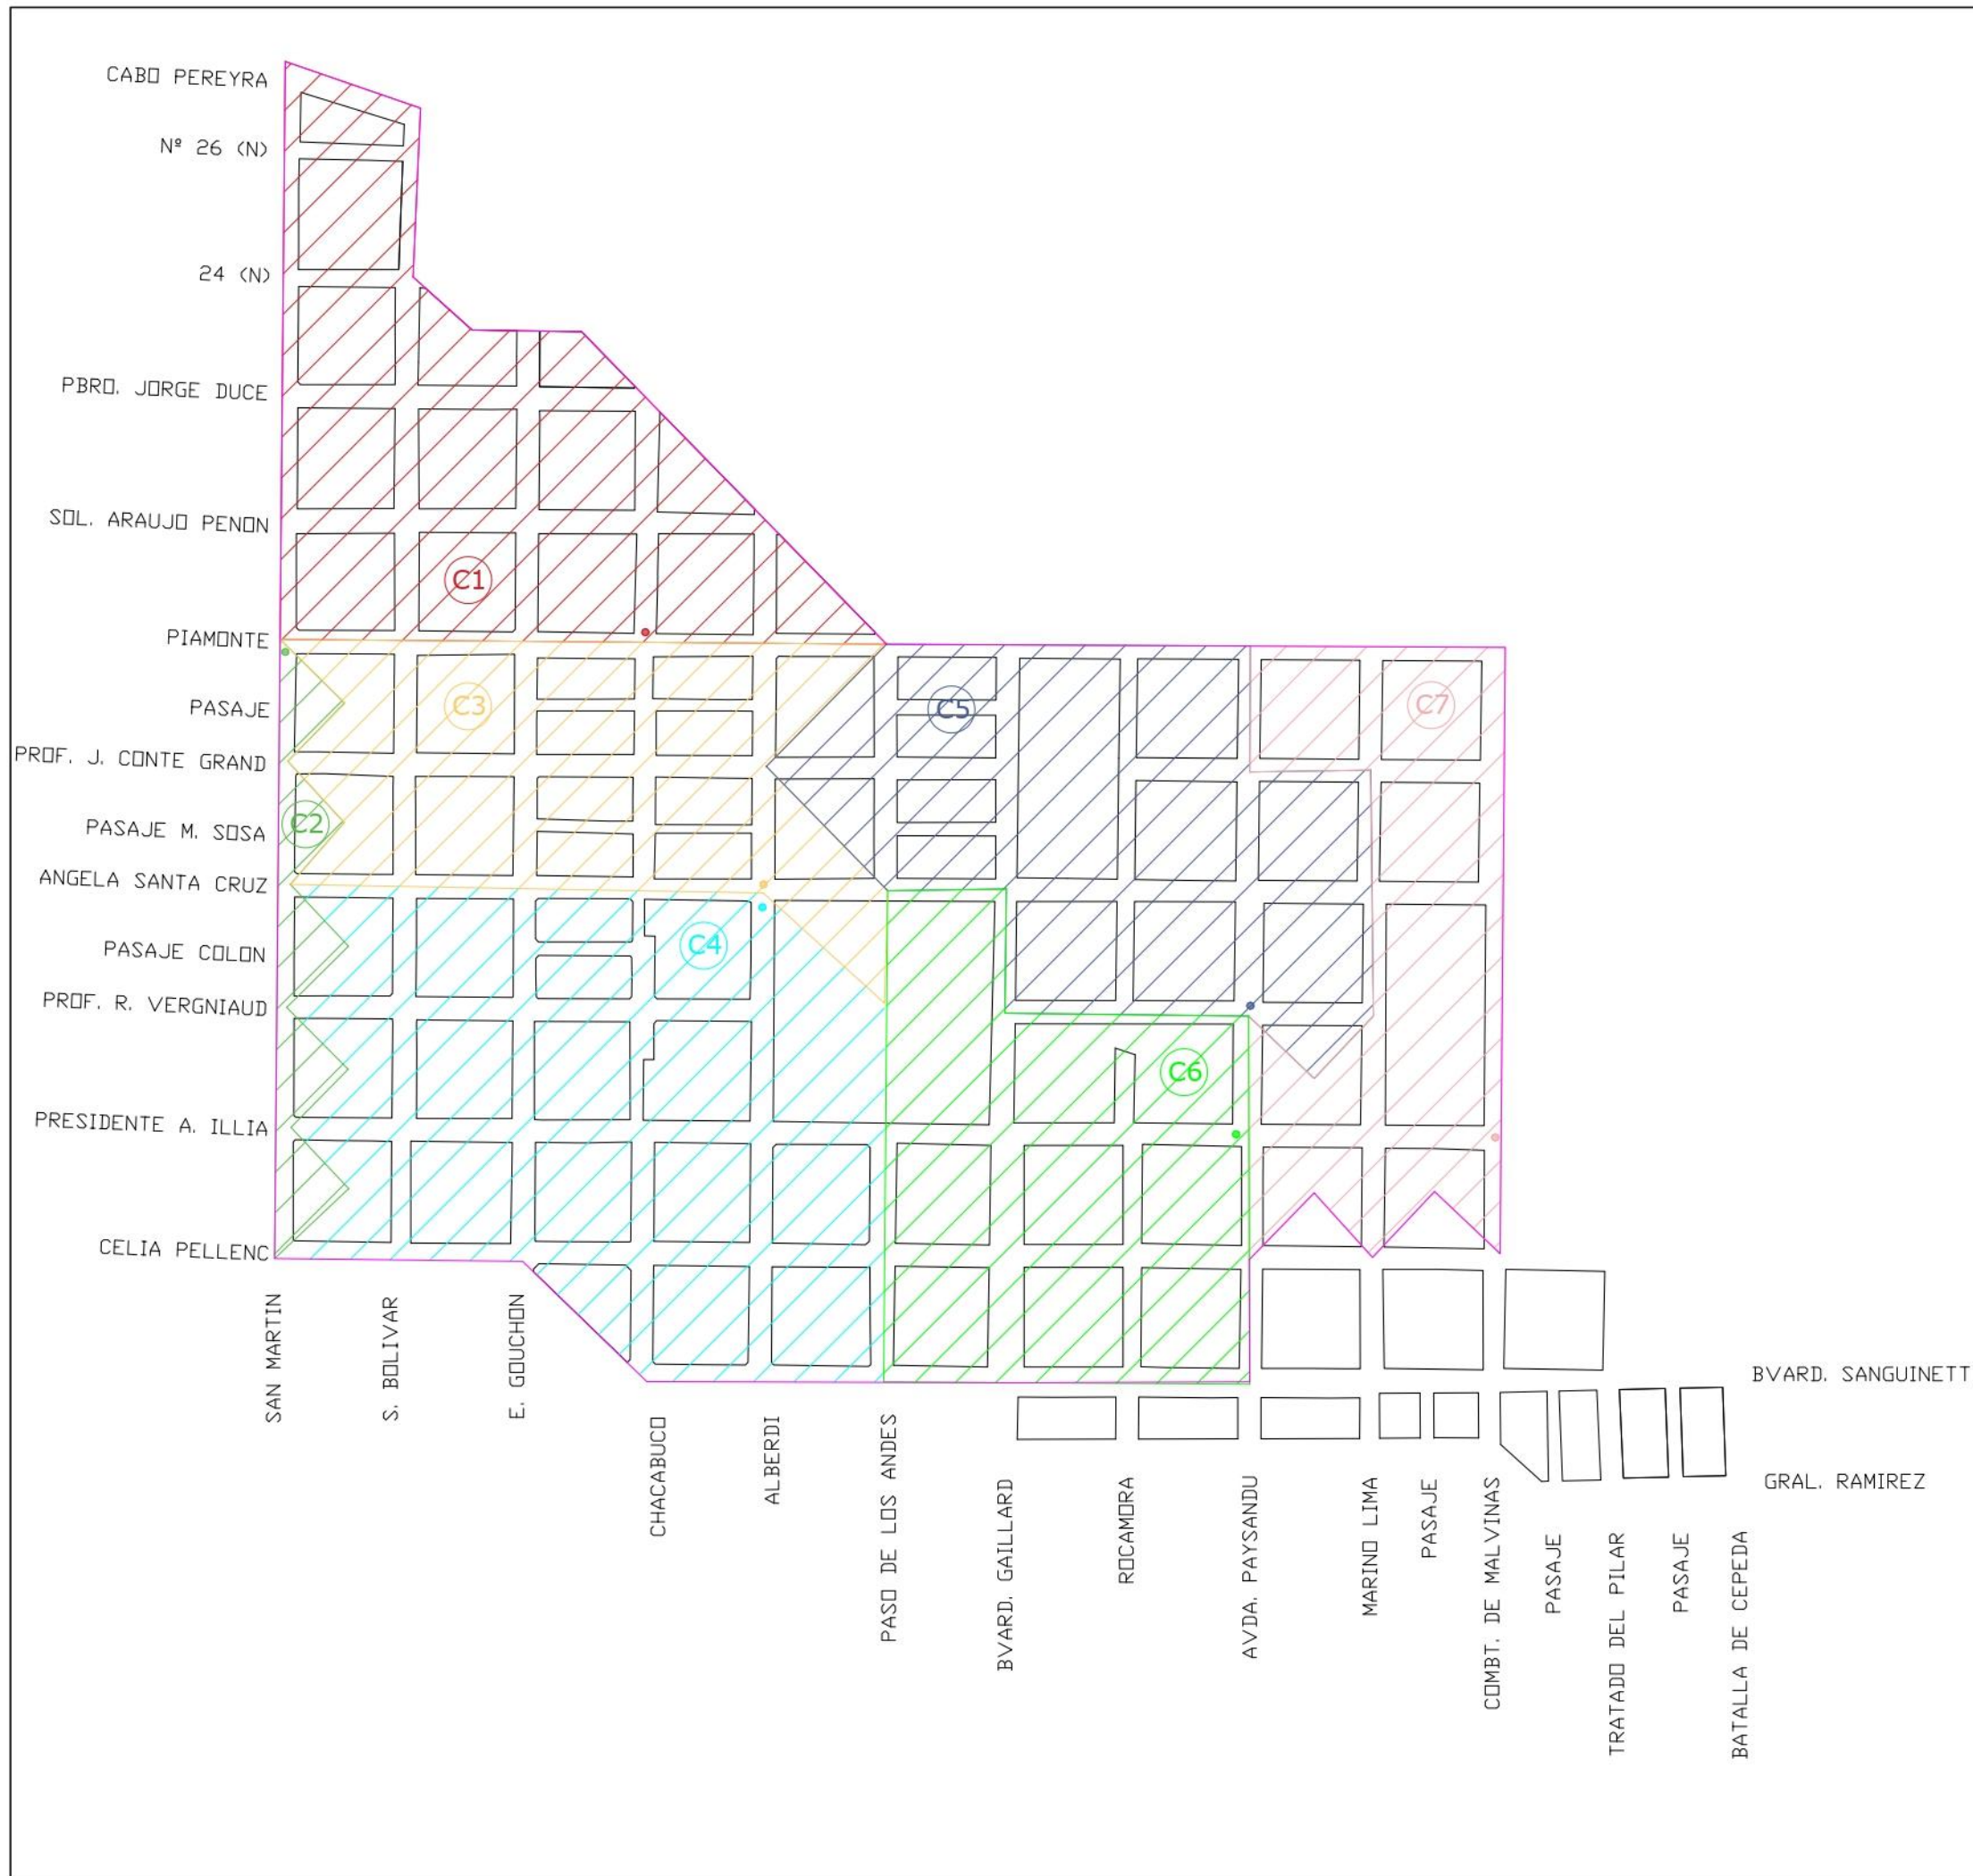 CABO PEREYRA
Nº 26 (N)
24 (N)
PBRO. JORGE DUCE
SOL. ARAUJO PENON
C1
PIAMONTE
PASAJE
C3
C5
C7
PROF. J. CONTE GRAND
C2
PASAJE M. SOSA
ANGELA SANTA CRUZ
PASAJE COLON
C4
PROF. R. VERGNIAUD
C6
PRESIDENTE A. ILLIA
CELIA PELLENC
SAN MARTIN
S. BOLIVAR
E. GOUCHON
CHACABUCO
ALBERDI
PASO DE LOS ANDES
BVARD. GAILLARD
ROCAMORA
AVDA. PAYSANDU
MARINO LIMA
PASAJE
COMBT. DE MALVINAS
PASAJE
TRATADO DEL PILAR
PASAJE
BATALLA DE CEPEDA
BVARD. SANGUINETT
GRAL. RAMIREZ